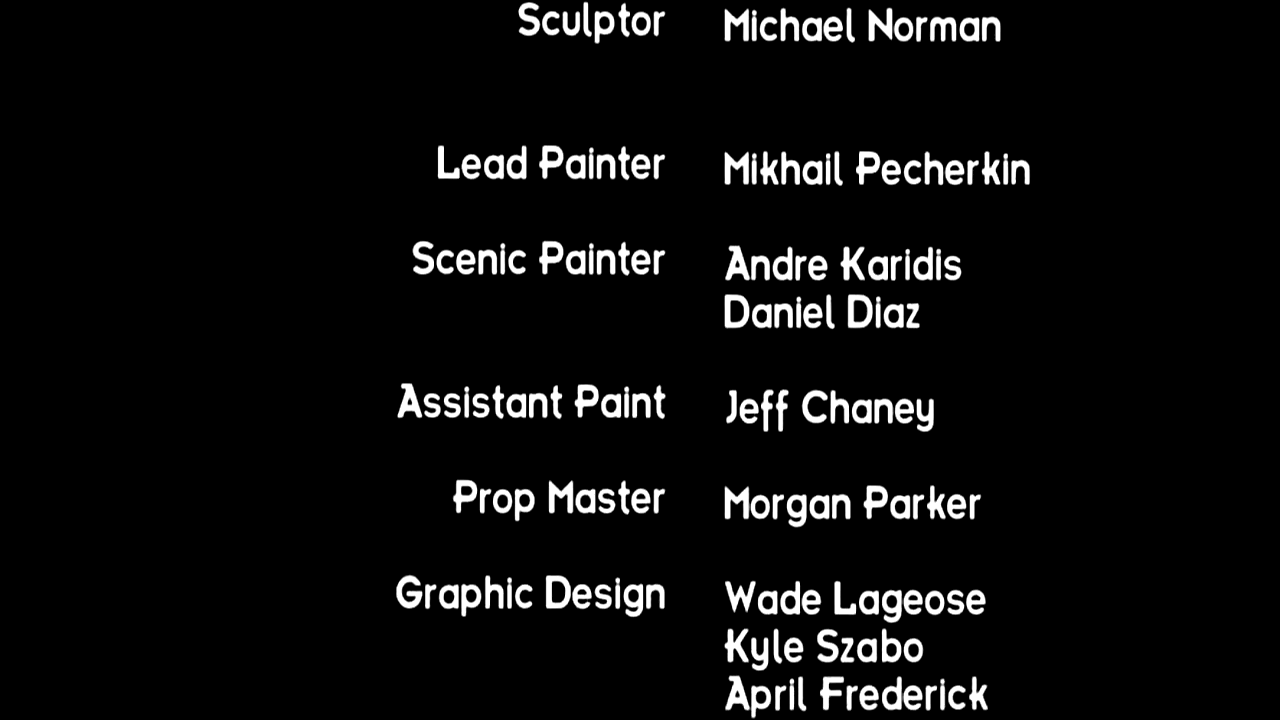 Sculptor Michael Norman
Lead Painter Mikhail Pecherkin
Scenic Painter Andre Karidis
Daniel Diaz
Assistant Paint Jeff Chaney
Prop Master Morgan Parker
Graphic Design Wade Lageose
Kyle Szabo
April Frederick